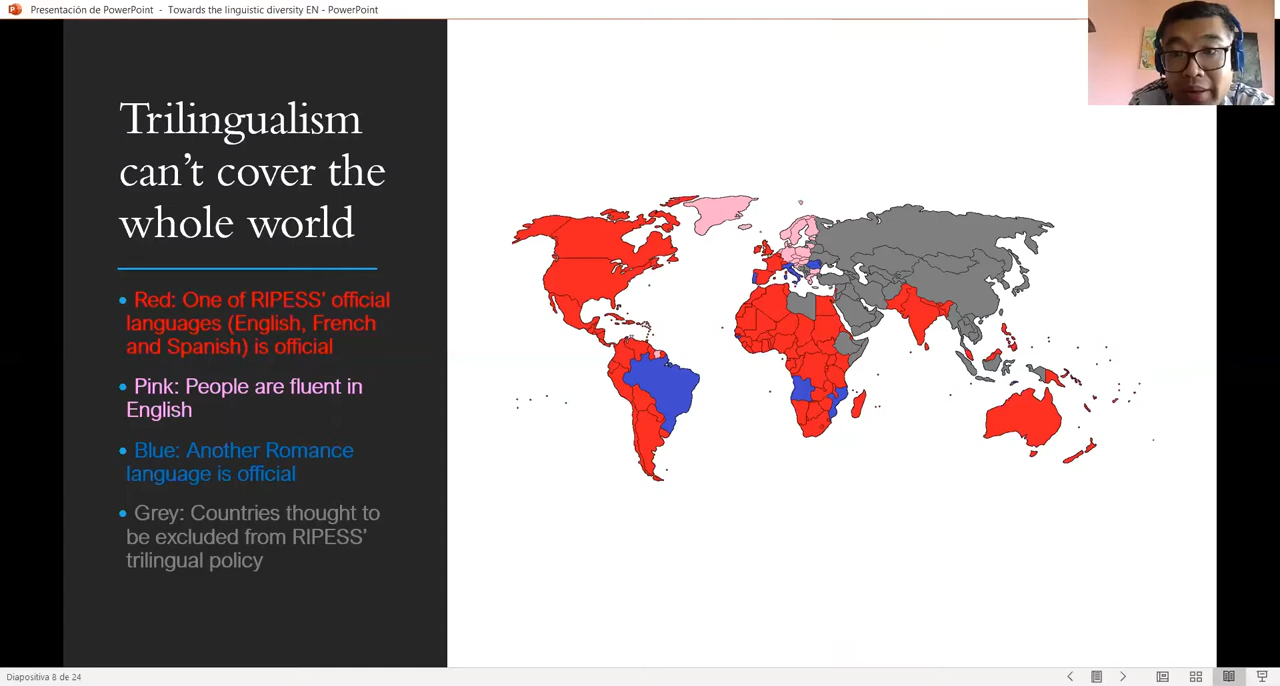 Presentación de PowerPoint - Towards the linguistic diversity EN - PowerPoint
Trilingualism
can't cover the
whole world
• Red: One of RIPESS' official
languages (English, French
and Spanish) is official
• Pink: People are fluent in
English
• Blue: Another Romance
language is official
• Grey: Countries thought to
be excluded from RIPESS'
trilingual policy
Diapositiva 8 de 24